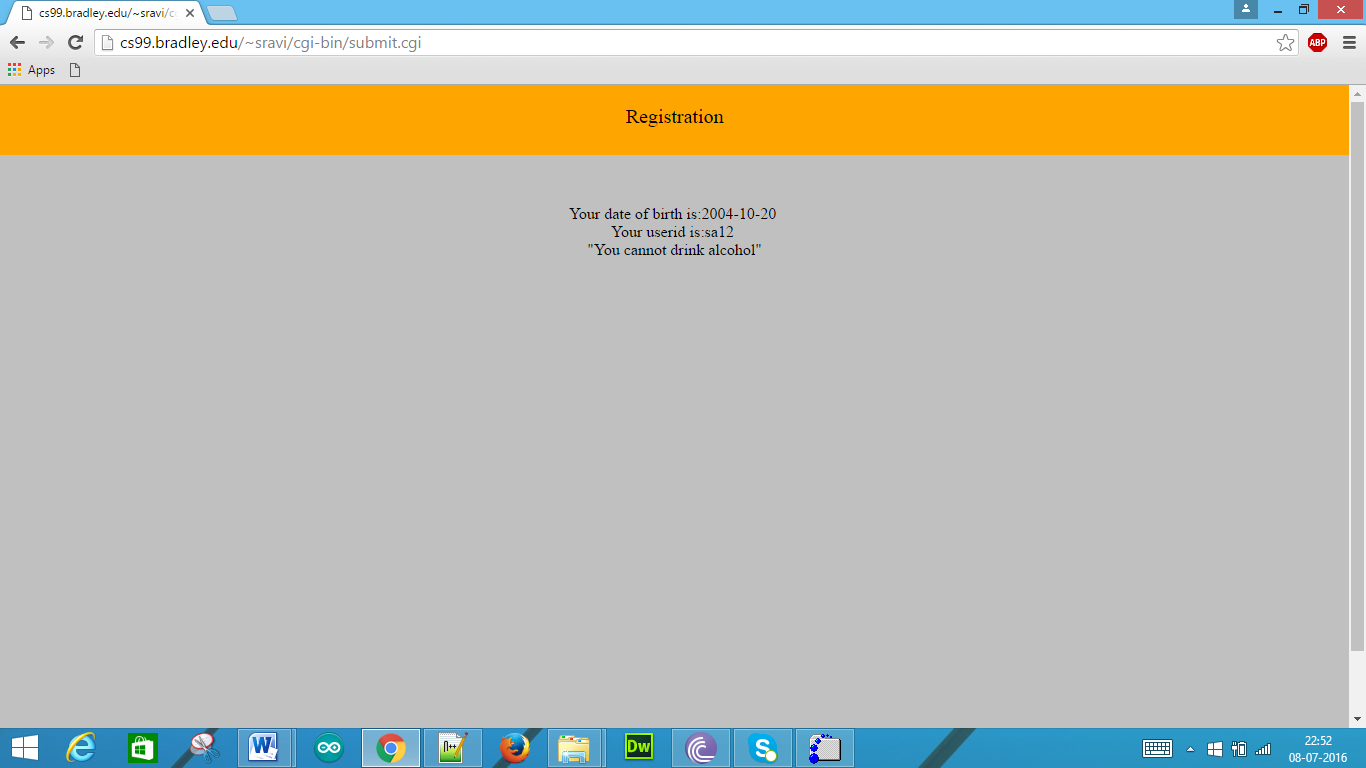 cs99.bradley.edu/~sravi/c
cs99.bradley.edu/~sravi/cgi-bin/submit.cgi
ABP
Apps
Registration
Your date of birth is:2004-10-20
Your userid is:sa12
"You cannot drink alcohol"
W
Dw
S
22:52
08-07-2016